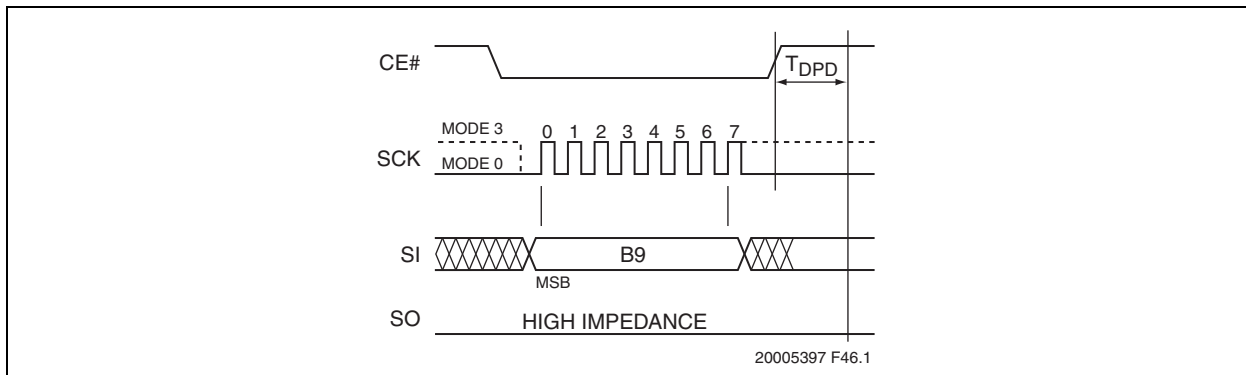 CE#
TDPD
MODE 3
0 1 2 3 4 5 6 7
SCK
MODE 0
SI
B9
MSB
SO
HIGH IMPEDANCE
20005397 F46.1